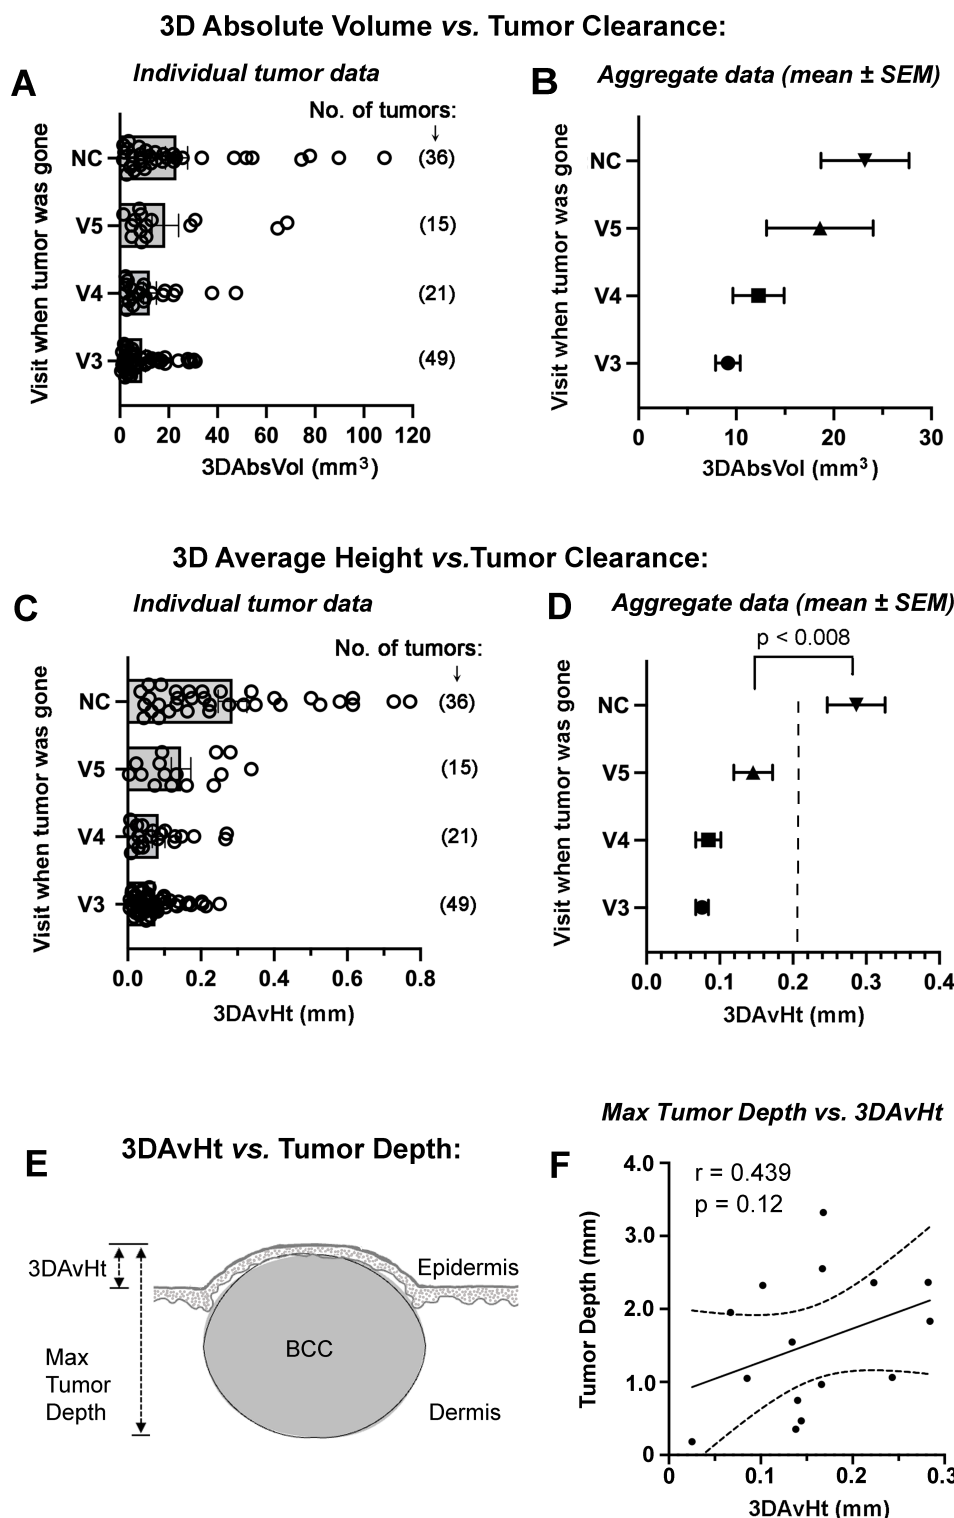 3D Absolute Volume vs. Tumor Clearance:
A
Individual tumor data
No. of tumors:
Visit when tumor was gone
NC
(36)
V5
(15)
V4
(21)
V3
(49)
0 20 40 60 80 100 120
3DAbsVol (mm³)
B
Aggregate data (mean ± SEM)
Visit when tumor was gone
NC
V5
V4
V3
0 10 20 30
3DAbsVol (mm³)
3D Average Height vs.Tumor Clearance:
C
Indivdual tumor data
No. of tumors:
Visit when tumor was gone
NC
(36)
V5
(15)
V4
(21)
V3
(49)
0.0 0.2 0.4 0.6 0.8
3DAvHt (mm)
D
Aggregate data (mean ± SEM)
p < 0.008
Visit when tumor was gone
NC
V5
V4
V3
0.0 0.1 0.2 0.3 0.4
3DAvHt (mm)
E
3DAvHt vs. Tumor Depth:
3DAvHt
Epidermis
BCC
Max
Tumor
Depth
Dermis
Max Tumor Depth vs. 3DAvHt
F
r = 0.439
p = 0.12
Tumor Depth (mm)
4.0
3.0
2.0
1.0
0
0 0.1 0.2 0.3
3DAvHt (mm)